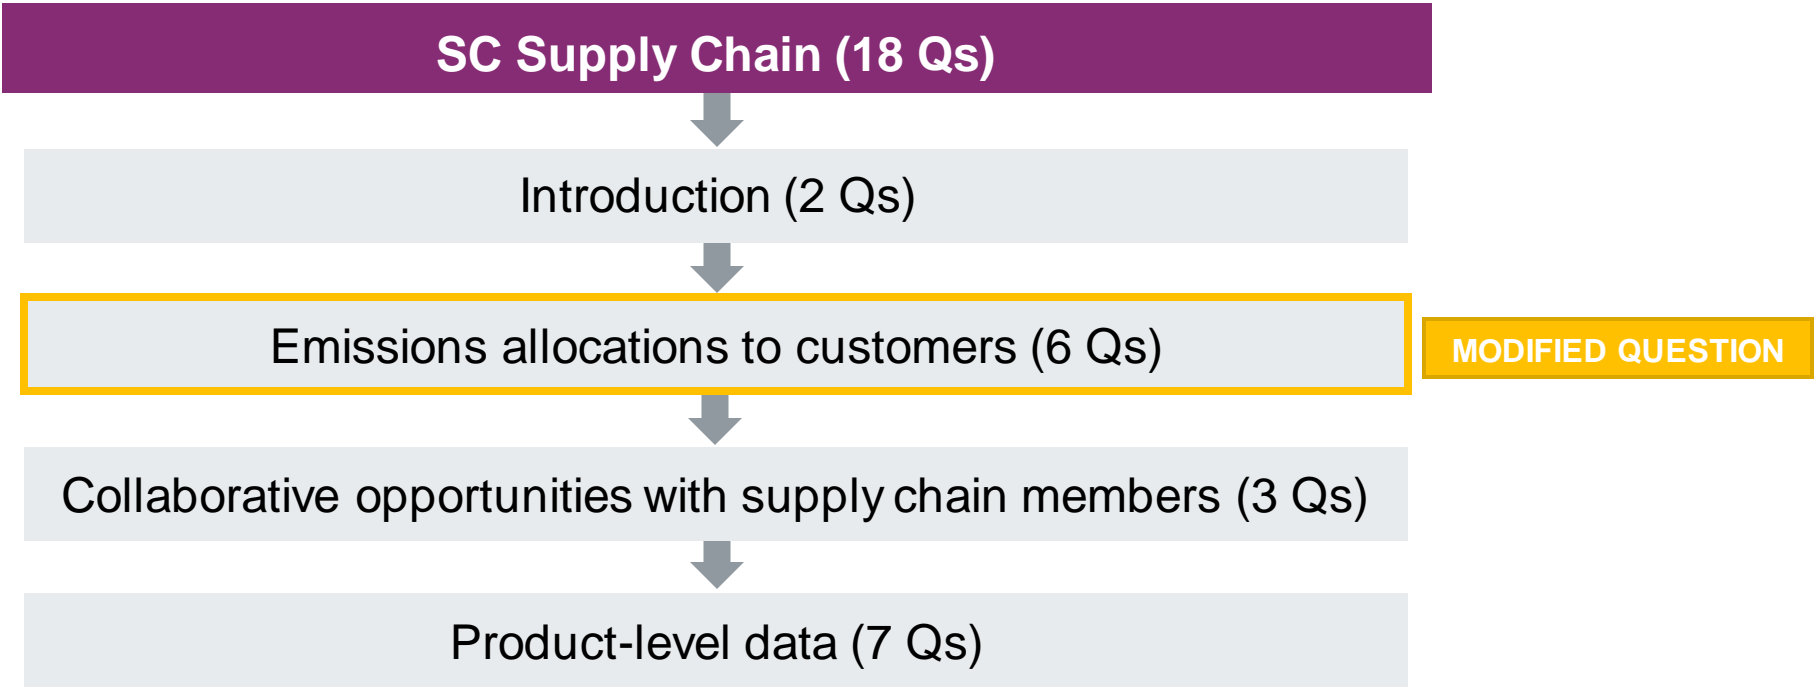 SC Supply Chain (18 Qs)
Introduction (2 Qs)
Emissions allocations to customers (6 Qs)
MODIFIED QUESTION
Collaborative opportunities with supply chain members (3 Qs)
Product-level data (7 Qs)